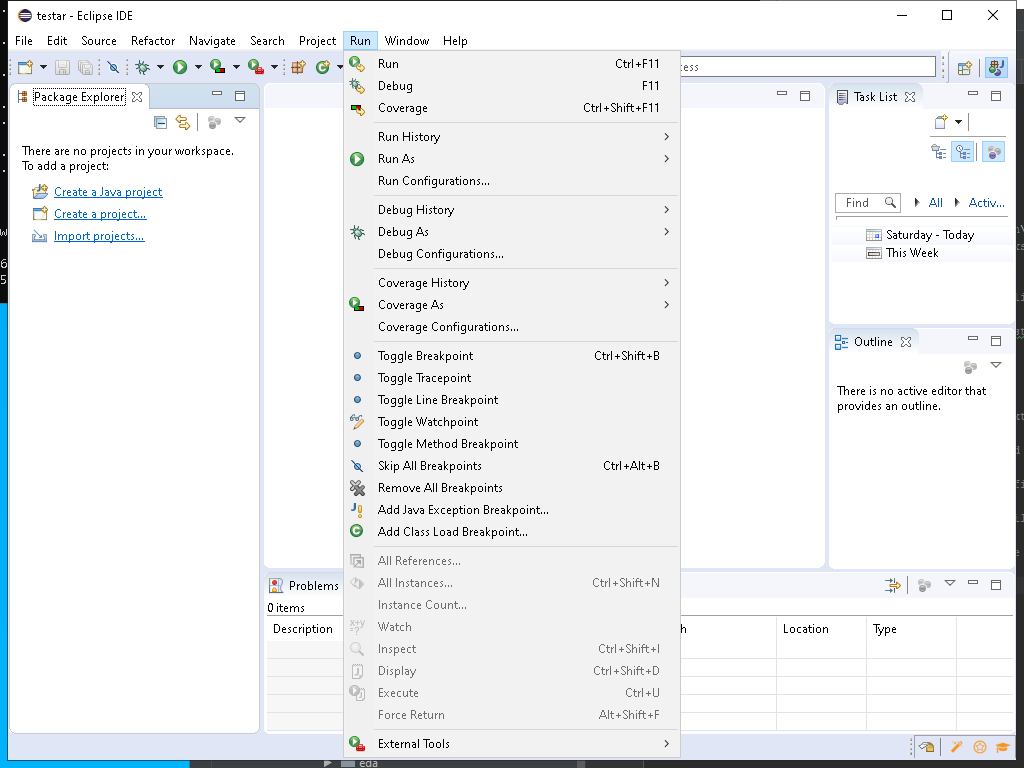 testar - Eclipse IDE
File Edit Source Refactor Navigate Search Project Run Window Help
Package Explorer
There are no projects in your workspace.
To add a project:
Create a Java project
Create a project...
Import projects...
Run Ctrl+F11
Debug F11
Coverage Ctrl+Shift+F11
Run History
Run As
Run Configurations...
Debug History
Debug As
Debug Configurations...
Coverage History
Coverage As
Coverage Configurations...
Toggle Breakpoint Ctrl+Shift+B
Toggle Tracepoint
Toggle Line Breakpoint
Toggle Watchpoint
Toggle Method Breakpoint
Skip All Breakpoints Ctrl+Alt+B
Remove All Breakpoints
Add Java Exception Breakpoint...
Add Class Load Breakpoint...
All References...
All Instances... Ctrl+Shift+N
Instance Count...
Watch
Inspect Ctrl+Shift+I
Display Ctrl+Shift+D
Execute Ctrl+U
Force Return Alt+Shift+F
External Tools
Task List
Find All Activ...
Saturday - Today
This Week
Outline
There is no active editor that
provides an outline.
Problems
0 items
Description Location Type
eda